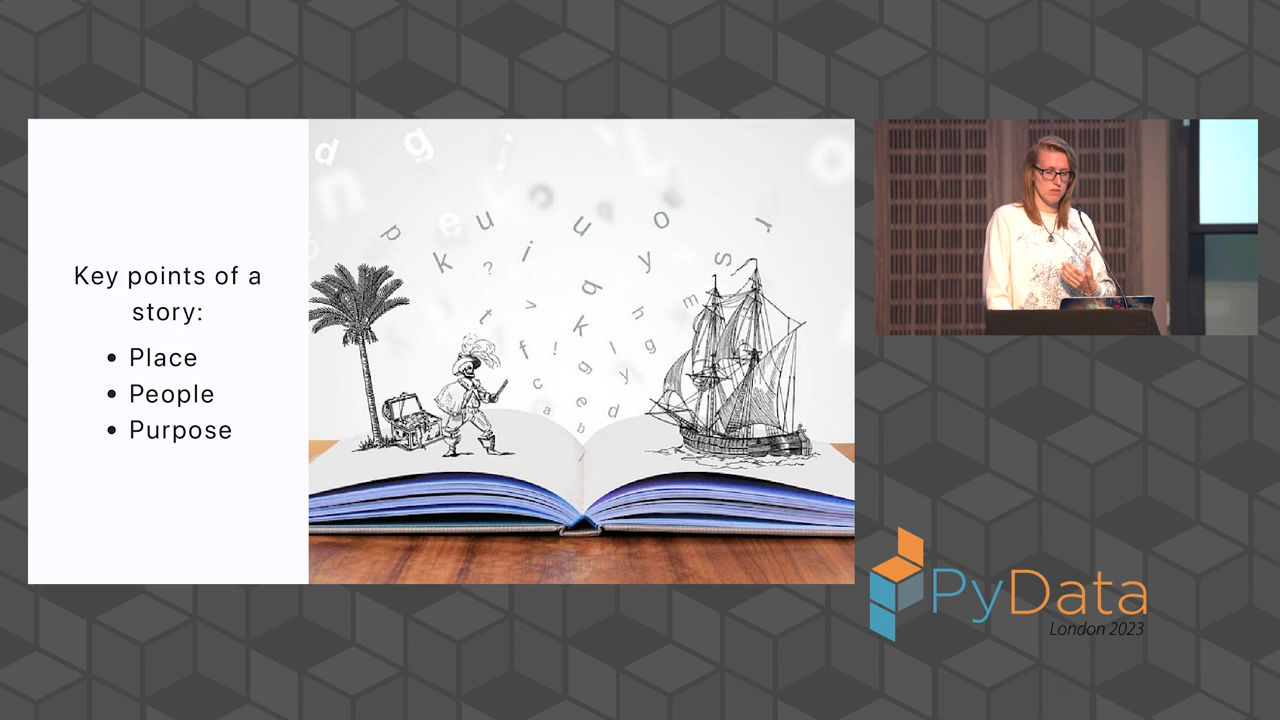 Key points of a
story:
• Place
• People
• Purpose
PyData
London 2023